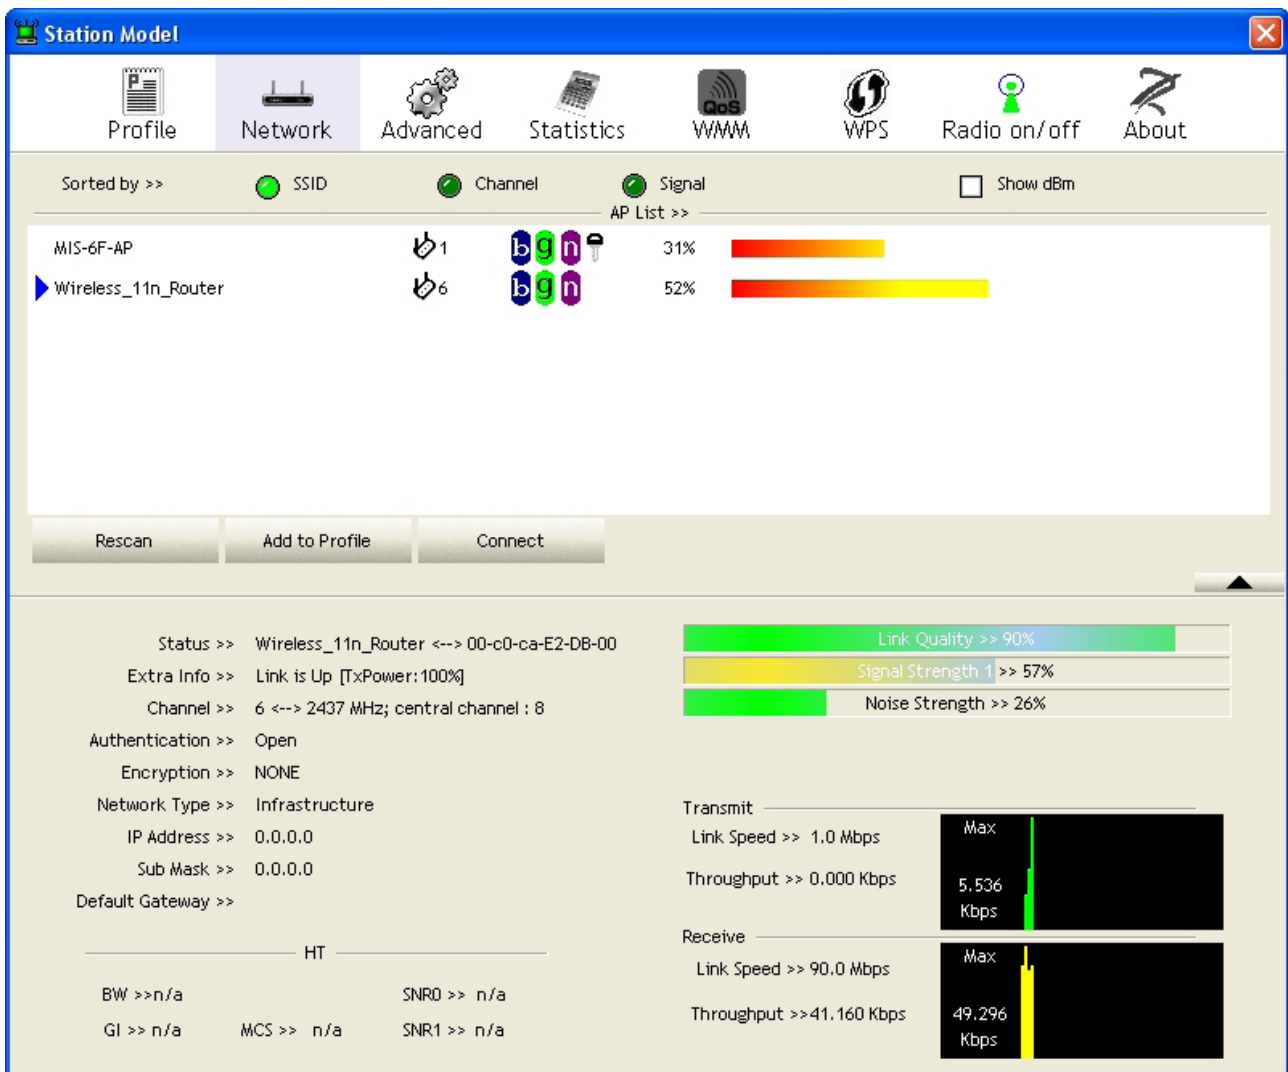 Station Model
Profile Network Advanced Statistics WMM WPS Radio on/off About
P
QoS
Sorted by >> SSID Channel Signal Show dBm
AP List >>
MIS-6F-AP 1 b g n 31%
Wireless_11n_Router 6 b g n 52%
Rescan Add to Profile Connect
Status >> Wireless_11n_Router <--> 00-c0-ca-E2-DB-00
Extra Info >> Link is Up [TxPower:100%]
Channel >> 6 <--> 2437 MHz; central channel : 8
Authentication >> Open
Encryption >> NONE
Network Type >> Infrastructure
IP Address >> 0.0.0.0
Sub Mask >> 0.0.0.0
Default Gateway >>
HT
BW >>n/a SNR0 >> n/a
GI >> n/a MCS >> n/a SNR1 >> n/a
Link Quality >> 90%
Signal Strength 1 >> 57%
Noise Strength >> 26%
Transmit
Link Speed >> 1.0 Mbps
Throughput >> 0.000 Kbps
Max
5.536
Kbps
Receive
Link Speed >> 90.0 Mbps
Throughput >>41.160 Kbps
Max
49.296
Kbps